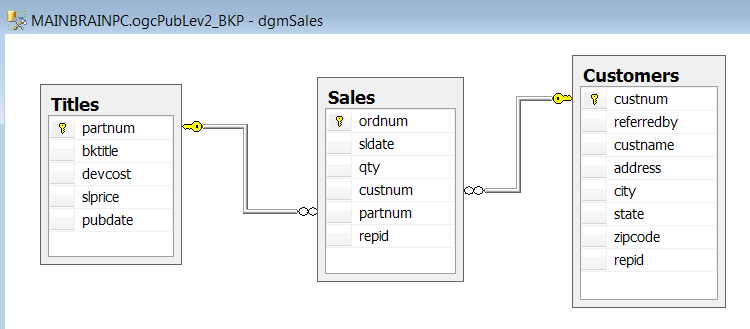 MAINBRAINPC.ogcPubLev2_BKP - dgmSales
Titles
partnum
bktitle
devcost
slprice
pubdate
Sales
ordnum
sldate
qty
custnum
partnum
repid
Customers
custnum
referredby
custname
address
city
state
zipcode
repid